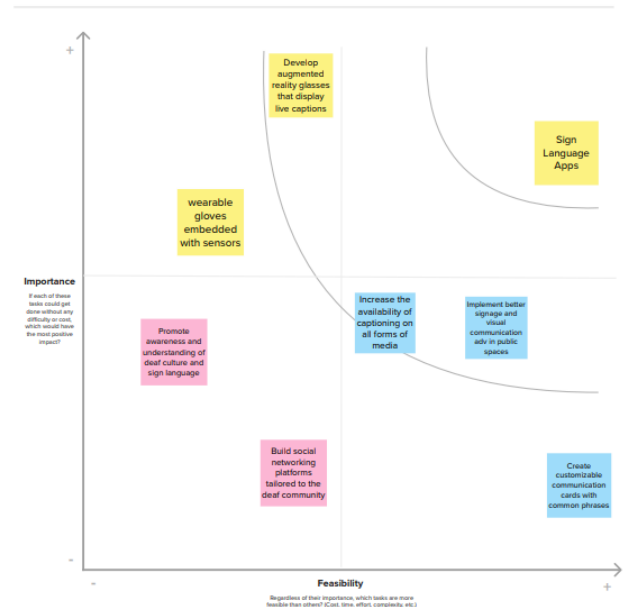 +
Develop
augmented
reality glasses
that display
live captions
Sign
Language
Apps
wearable
gloves
embedded
with sensors
Importance
If each of these
tasks could get
done without any
difficulty or cost,
which would have
the most positive
impact?
Increase the
availability of
captioning on
all forms of
media
Implement better
signage and
visual
communication
adv in public
spaces
Promote
awareness and
understanding of
deaf culture and
sign language
Build social
networking
platforms
tailored to the
deaf community
Create
customizable
communication
cards with
common phrases
-
-
Feasibility
+
Regardless of their importance, which tasks are more
feasible than others? (Cost, time, effort, complexity, etc.)